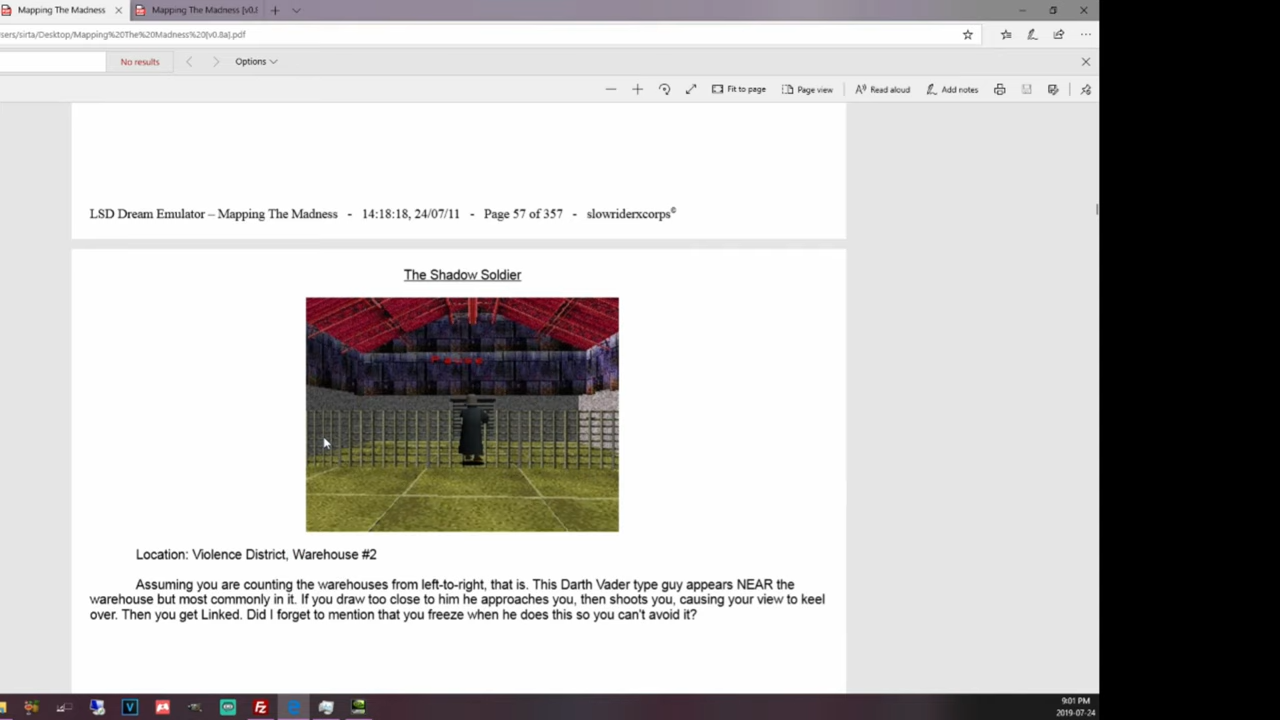 Mapping The Madness
Mapping The Madness [v0.8
sers/sirta/Desktop/Mapping%20The%20Madness%20[v0.8a].pdf
No results
Options
Fit to page
Page view
Read aloud
Add notes
LSD Dream Emulator – Mapping The Madness - 14:18:18, 24/07/11 - Page 57 of 357 - slowriderxcorps©
The Shadow Soldier
Pause
Location: Violence District, Warehouse #2
Assuming you are counting the warehouses from left-to-right, that is. This Darth Vader type guy appears NEAR the
warehouse but most commonly in it. If you draw too close to him he approaches you, then shoots you, causing your view to keel
over. Then you get Linked. Did I forget to mention that you freeze when he does this so you can't avoid it?
9:01 PM
2019-07-24